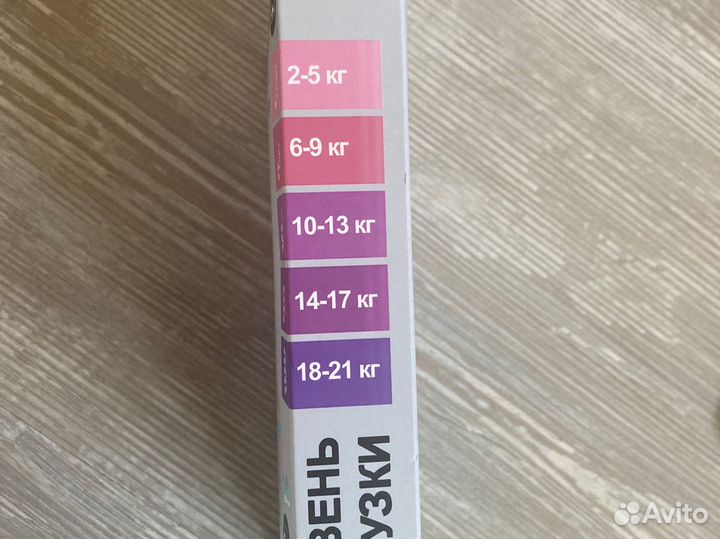 2-5 кг
6-9 кг
10-13 кг
14-17 кг
18-21 кг
ВЕНЬ
УЗКИ
Avito